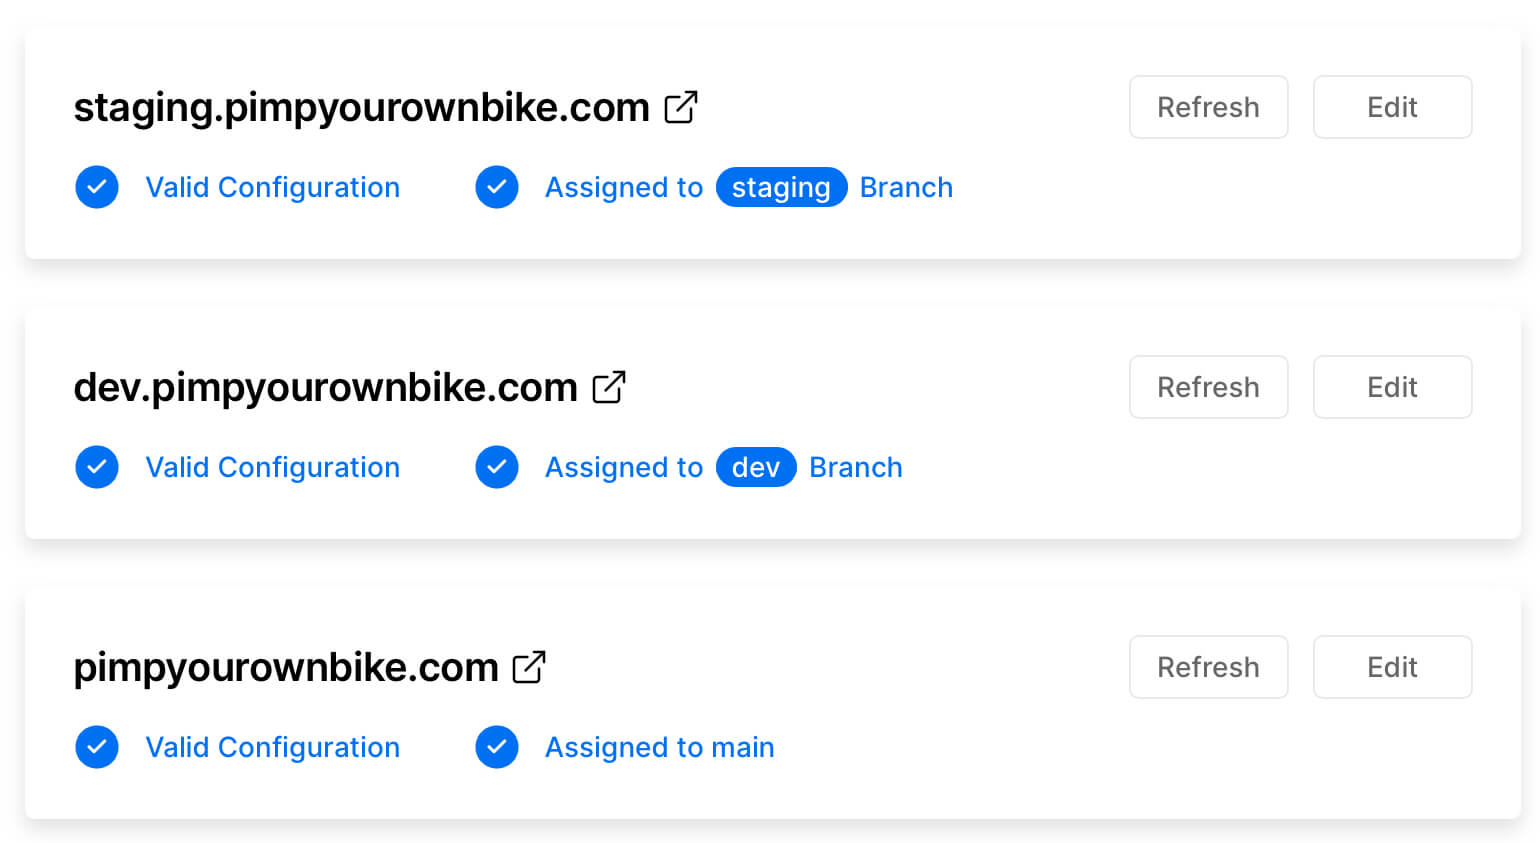 staging.pimpyourownbike.com
Refresh
Edit
Valid Configuration
Assigned to staging Branch
dev.pimpyourownbike.com
Refresh
Edit
Valid Configuration
Assigned to dev Branch
pimpyourownbike.com
Refresh
Edit
Valid Configuration
Assigned to main